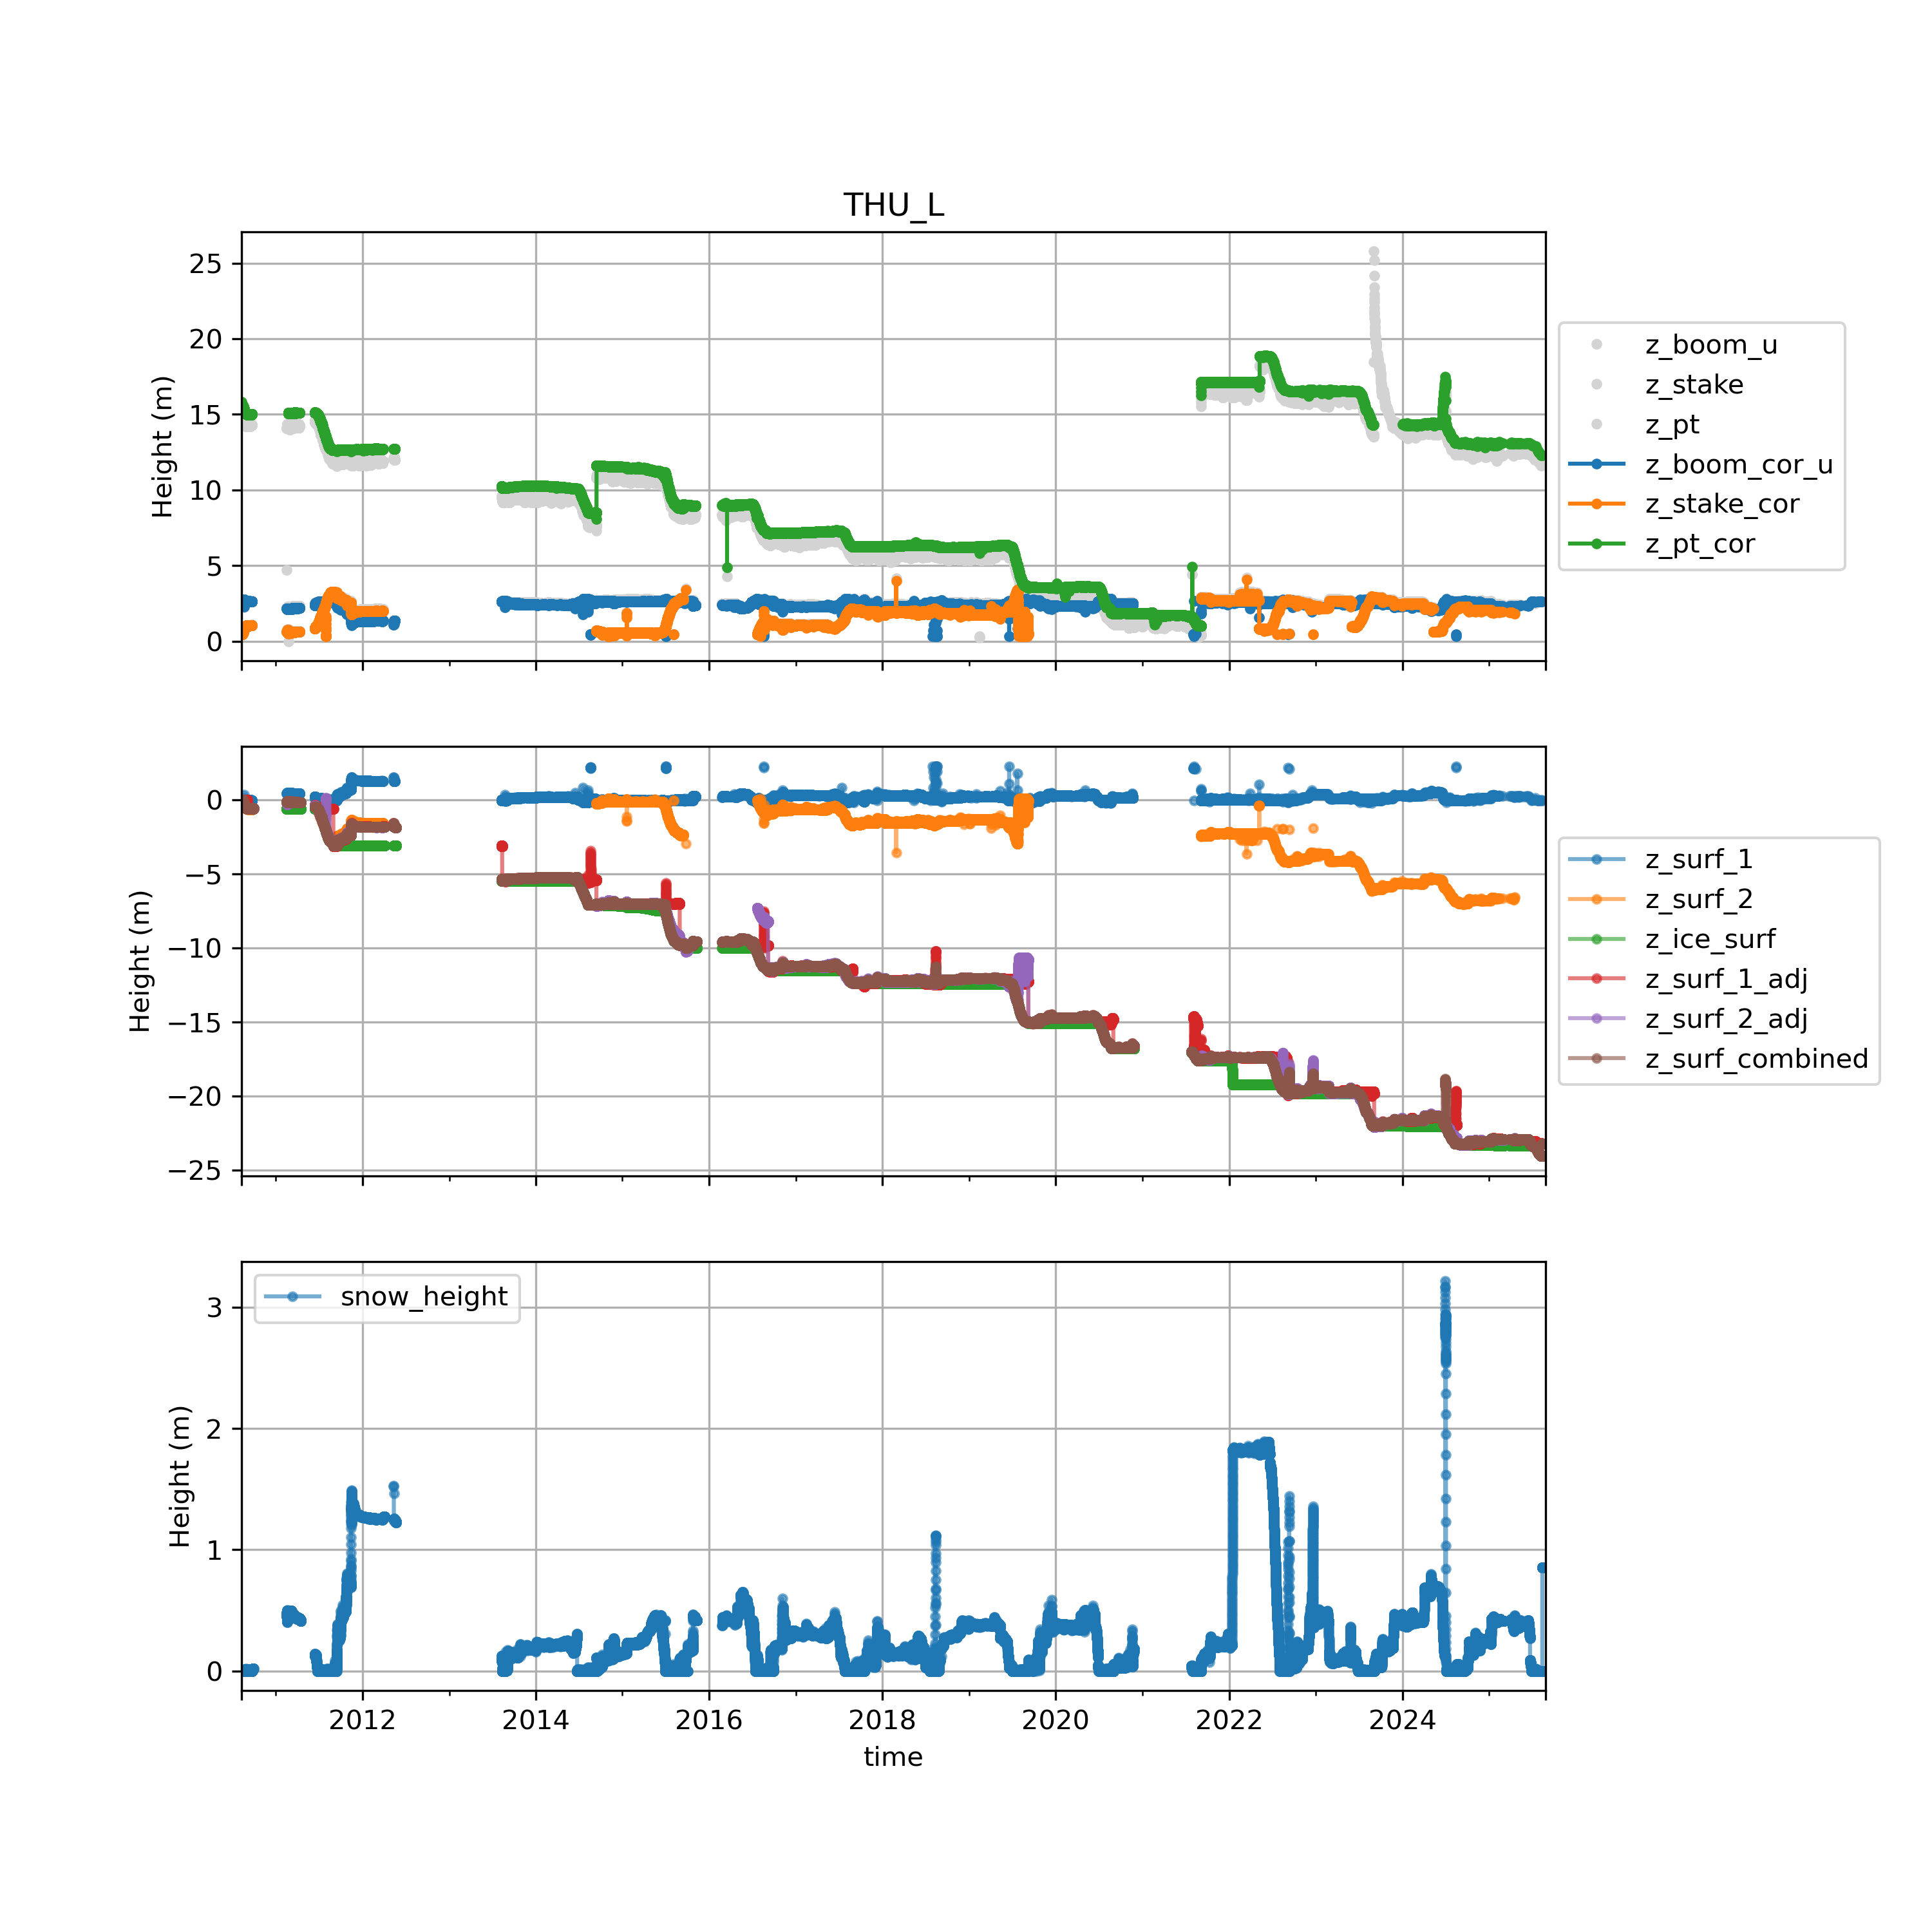 THU_L
Height (m)
25
20
15
10
5
0
z_boom_u
z_stake
z_pt
z_boom_cor_u
z_stake_cor
z_pt_cor
Height (m)
0
−5
−10
−15
−20
−25
z_surf_1
z_surf_2
z_ice_surf
z_surf_1_adj
z_surf_2_adj
z_surf_combined
Height (m)
3
2
1
0
snow_height
2012 2014 2016 2018 2020 2022 2024
time